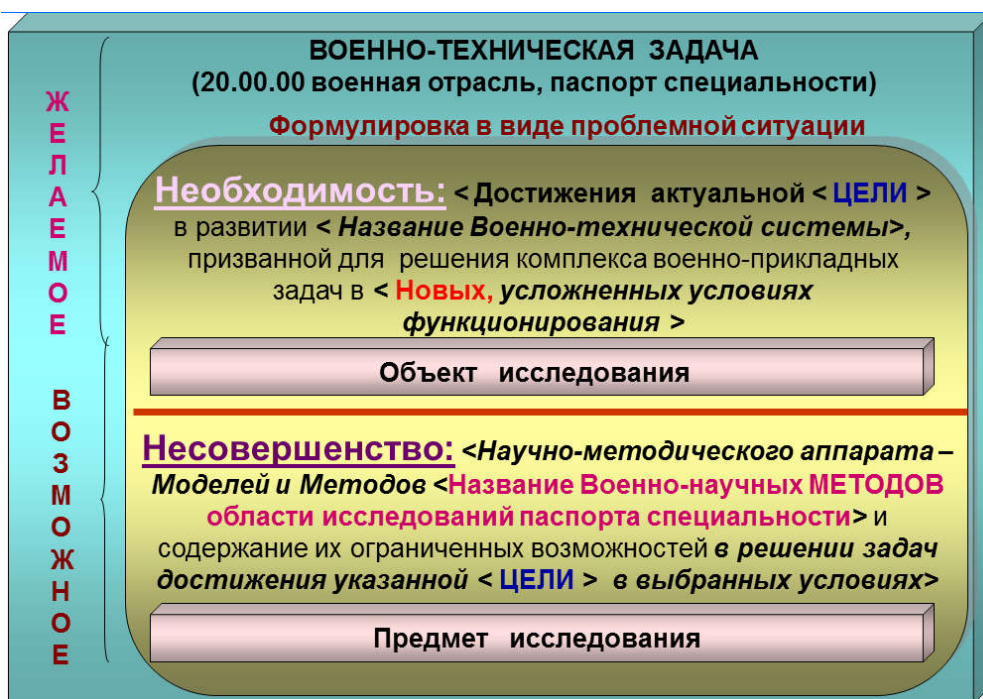 ВОЕННО-ТЕХНИЧЕСКАЯ ЗАДАЧА
(20.00.00 военная отрасль, паспорт специальности)
Формулировка в виде проблемной ситуации
ЖЕЛАЕМОЕ
Необходимость: < Достижения актуальной < ЦЕЛИ >
в развитии < Название Военно-технической системы>,
призванной для решения комплекса военно-прикладных
задач в < Новых, усложненных условиях
функционирования >
Объект исследования
ВОЗМОЖНОЕ
Несовершенство: <Научно-методического аппарата –
Моделей и Методов <Название Военно-научных МЕТОДОВ
области исследований паспорта специальности> и
содержание их ограниченных возможностей в решении задач
достижения указанной < ЦЕЛИ > в выбранных условиях>
Предмет исследования